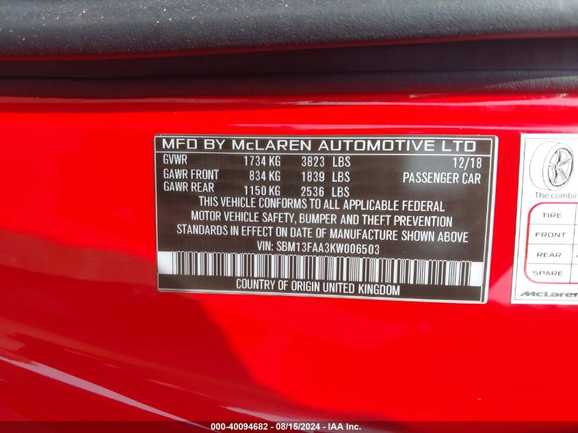 MFD BY McLAREN AUTOMOTIVE LTD
GVWR 1734 KG 3823 LBS 12/18
GAWR FRONT 834 KG 1839 LBS PASSENGER CAR
GAWR REAR 1150 KG 2536 LBS
THIS VEHICLE CONFORMS TO ALL APPLICABLE FEDERAL
MOTOR VEHICLE SAFETY, BUMPER AND THEFT PREVENTION
STANDARDS IN EFFECT ON DATE OF MANUFACTURE SHOWN ABOVE
VIN: SBM13FAA3KW006503
COUNTRY OF ORIGIN UNITED KINGDOM
The combin
TIRE
FRONT
REAR
SPARE
McLaren
000-40094682 - 08/15/2024 - IAA Inc.